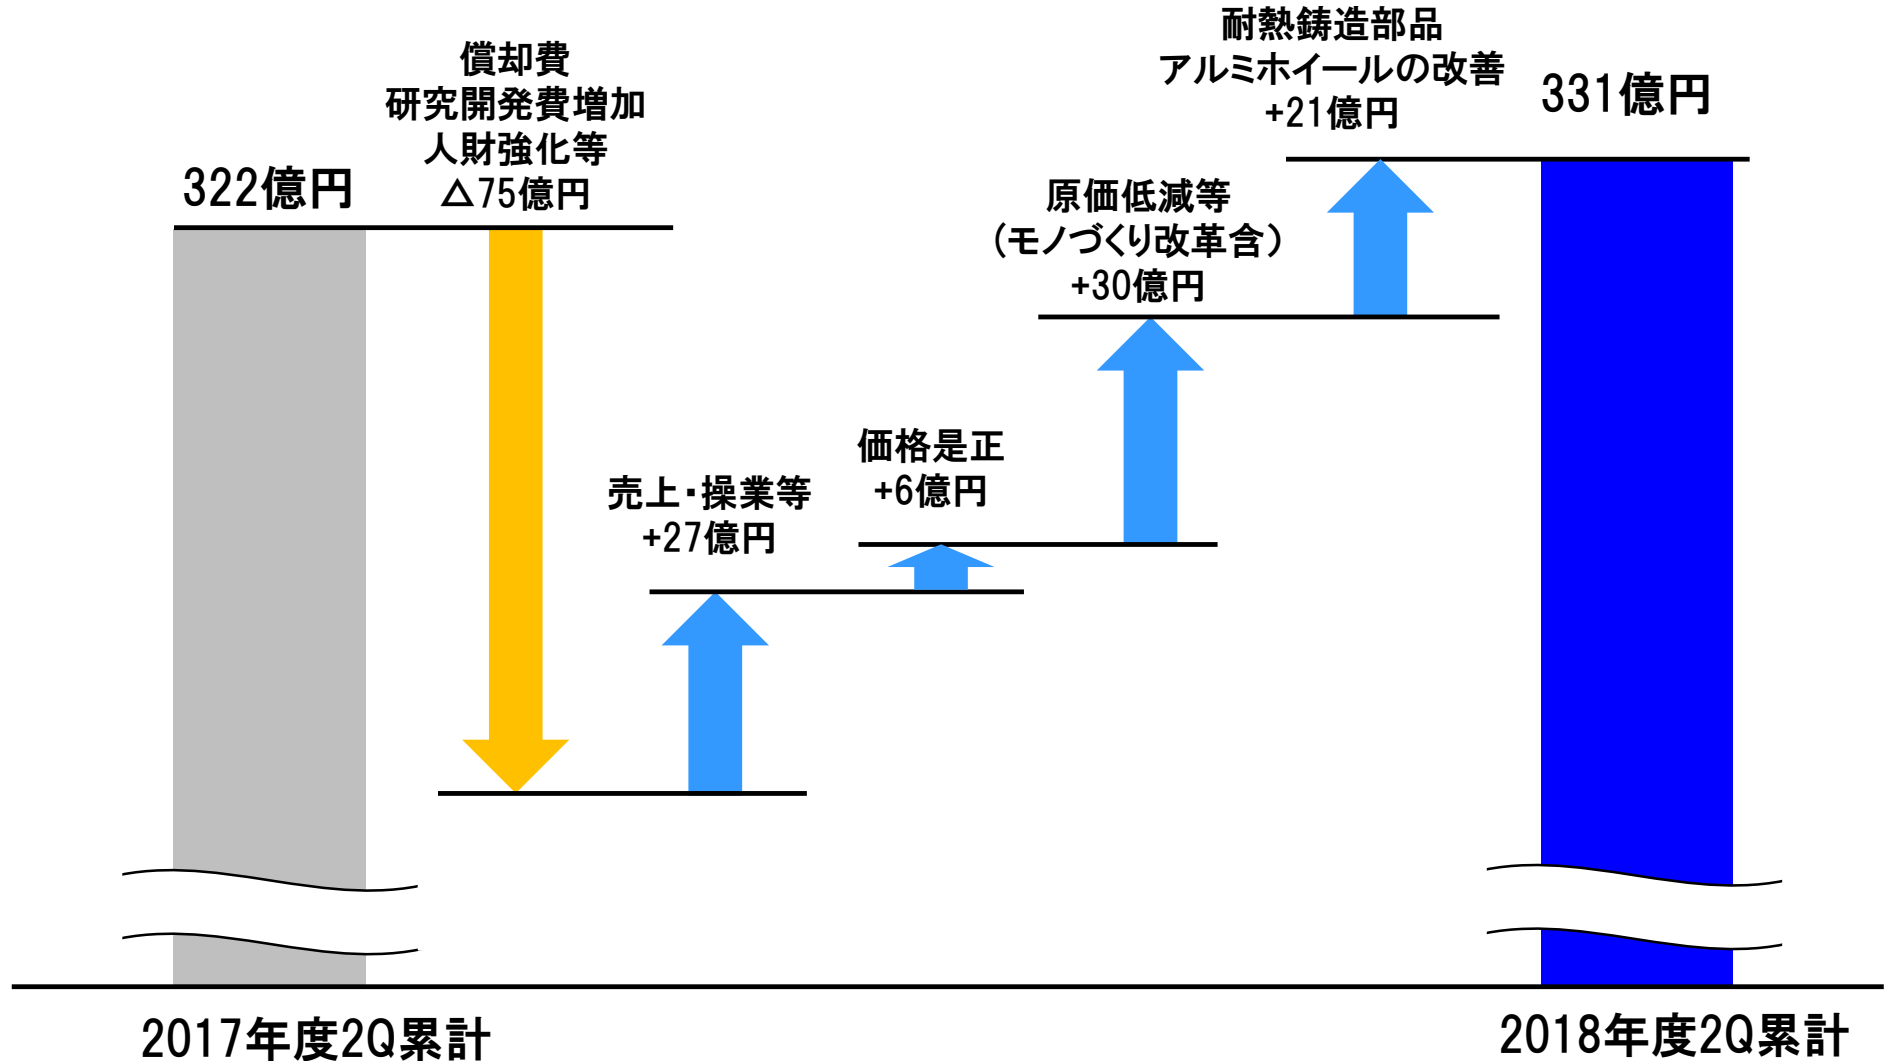 322億円
償却費
研究開発費増加
人財強化等
△75億円
売上・操業等
+27億円
価格是正
+6億円
原価低減等
(モノづくり改革含)
+30億円
耐熱鋳造部品
アルミホイールの改善
+21億円
331億円
2017年度2Q累計
2018年度2Q累計